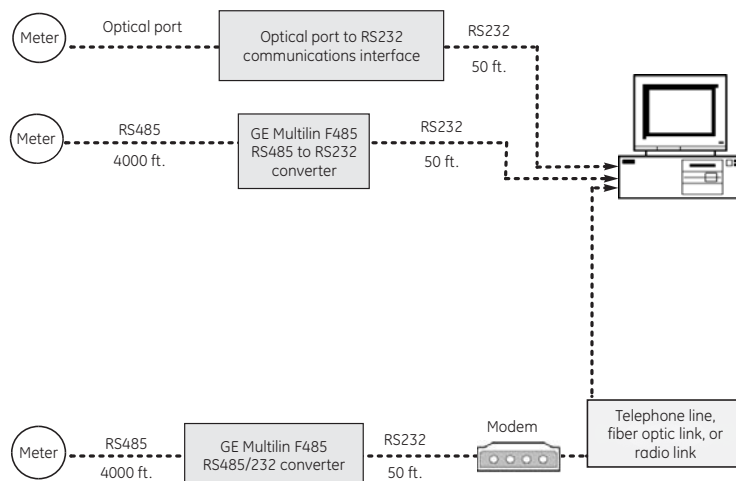 Meter
Optical port
Optical port to RS232
communications interface
RS232
50 ft.
Meter
RS485
4000 ft.
GE Multilin F485
RS485 to RS232
converter
RS232
50 ft.
Meter
RS485
4000 ft.
GE Multilin F485
RS485/232 converter
RS232
50 ft.
Modem
Telephone line,
fiber optic link, or
radio link